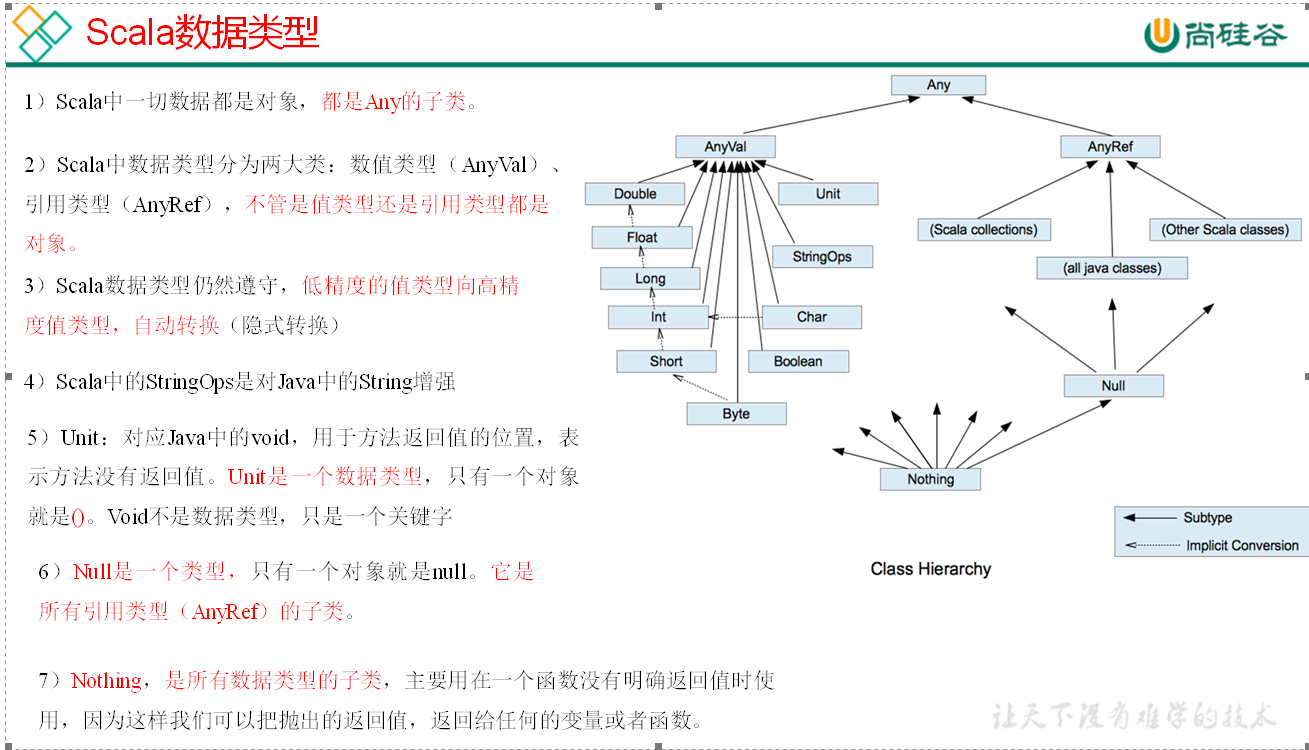 Scala数据类型
尚硅谷
1）Scala中一切数据都是对象，都是Any的子类。
2）Scala中数据类型分为两大类：数值类型（AnyVal）、
引用类型（AnyRef），不管是值类型还是引用类型都是
对象。
3）Scala数据类型仍然遵守，低精度的值类型向高精
度值类型，自动转换（隐式转换）
4）Scala中的StringOps是对Java中的String增强
5）Unit：对应Java中的void，用于方法返回值的位置，表
示方法没有返回值。Unit是一个数据类型，只有一个对象
就是()。Void不是数据类型，只是一个关键字
6）Null是一个类型，只有一个对象就是null。它是
所有引用类型（AnyRef）的子类。
7）Nothing，是所有数据类型的子类，主要用在一个函数没有明确返回值时使
用，因为这样我们可以把抛出的返回值，返回给任何的变量或者函数。
Any
AnyVal
AnyRef
Double
Unit
Float
(Scala collections)
(Other Scala classes)
StringOps
Long
(all java classes)
Int
Char
Short
Boolean
Null
Byte
Nothing
Subtype
Implicit Conversion
Class Hierarchy
让天下没有难学的技术